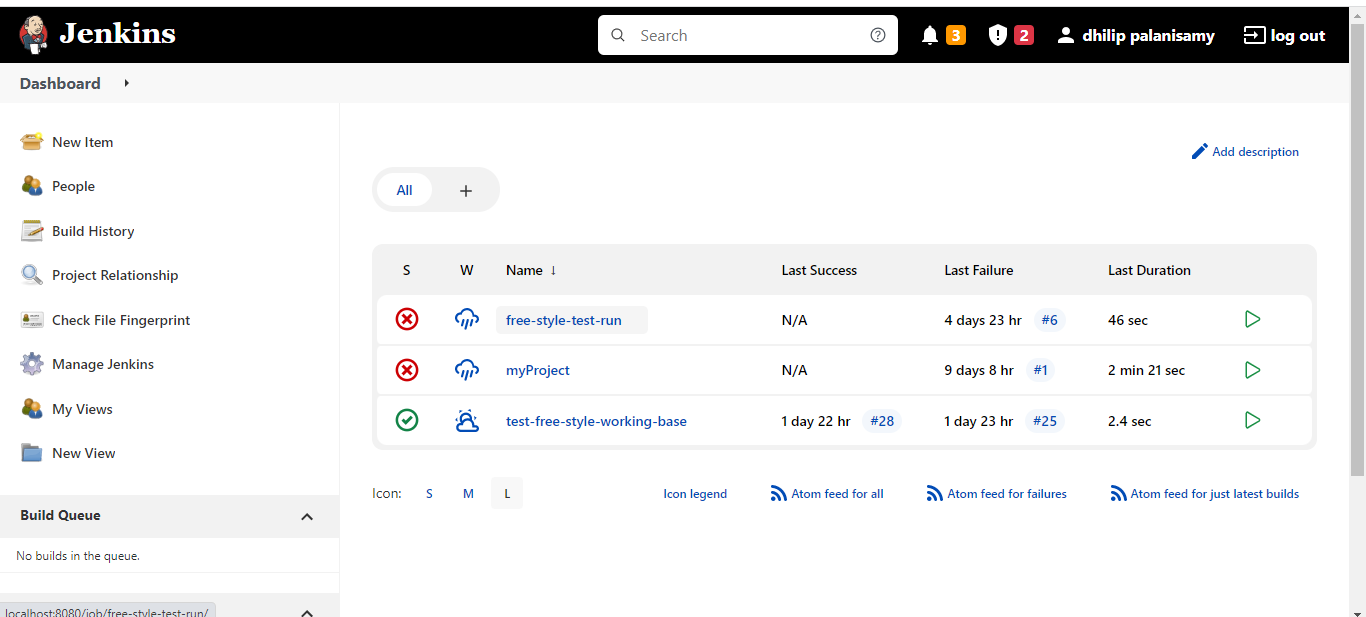 Jenkins
Search
3
2
dhilip palanisamy
log out
Dashboard
New Item
People
Build History
Project Relationship
Check File Fingerprint
Manage Jenkins
My Views
New View
Build Queue
No builds in the queue.
localhost:8080/job/free-style-test-run/
Add description
All +
S W Name ↓ Last Success Last Failure Last Duration
free-style-test-run N/A 4 days 23 hr #6 46 sec
myProject N/A 9 days 8 hr #1 2 min 21 sec
test-free-style-working-base 1 day 22 hr #28 1 day 23 hr #25 2.4 sec
Icon: S M L Icon legend Atom feed for all Atom feed for failures Atom feed for just latest builds